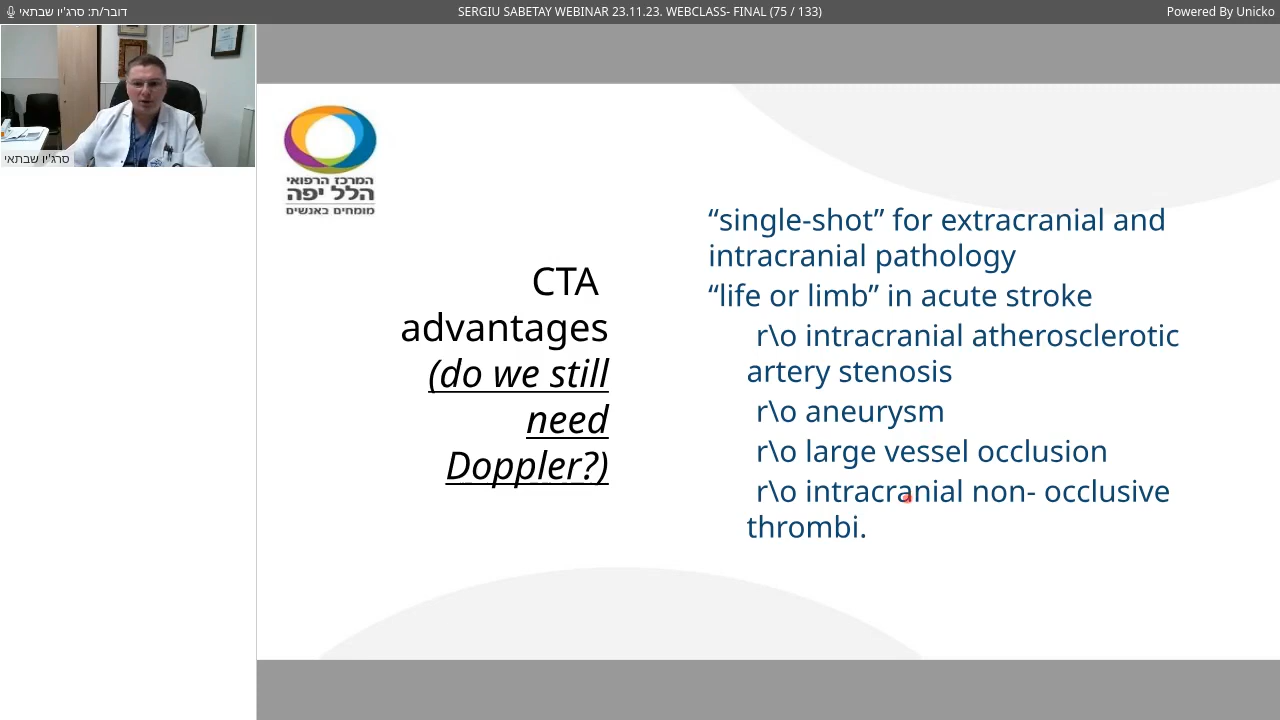 דובר/ת: סרג'יו שבתאי
SERGIU SABETAY WEBINAR 23.11.23. WEBCLASS- FINAL (75 / 133)
Powered By Unicko
סרג'יו שבתאי
המרכז הרפואי
הלל יפה
מומחים באנשים
CTA
advantages
(do we still
need
Doppler?)
“single-shot” for extracranial and
intracranial pathology
“life or limb” in acute stroke
r\o intracranial atherosclerotic
artery stenosis
r\o aneurysm
r\o large vessel occlusion
r\o intracranial non- occlusive
thrombi.